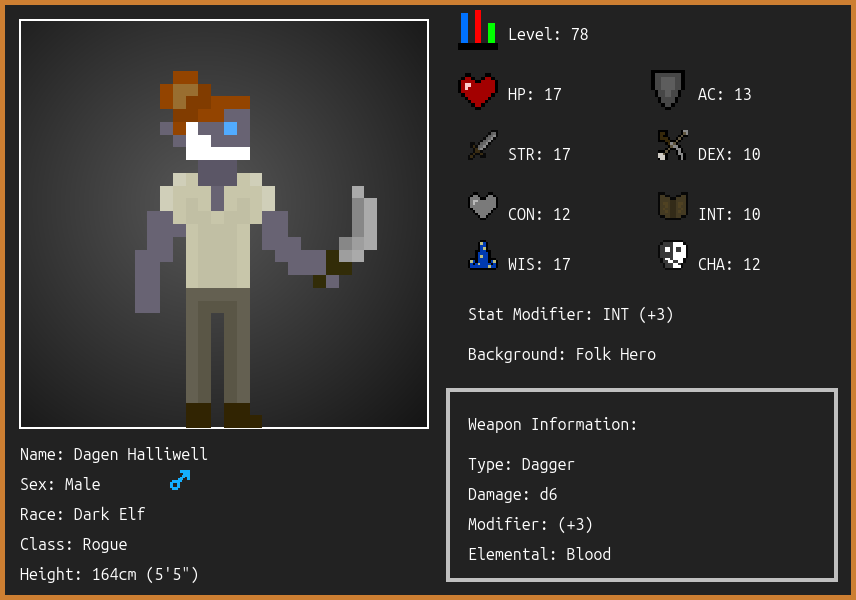 Level: 78
HP: 17
AC: 13
STR: 17
DEX: 10
CON: 12
INT: 10
WIS: 17
CHA: 12
Stat Modifier: INT (+3)
Background: Folk Hero
Weapon Information:
Type: Dagger
Damage: d6
Modifier: (+3)
Elemental: Blood
Name: Dagen Halliwell
Sex: Male
Race: Dark Elf
Class: Rogue
Height: 164cm (5'5")